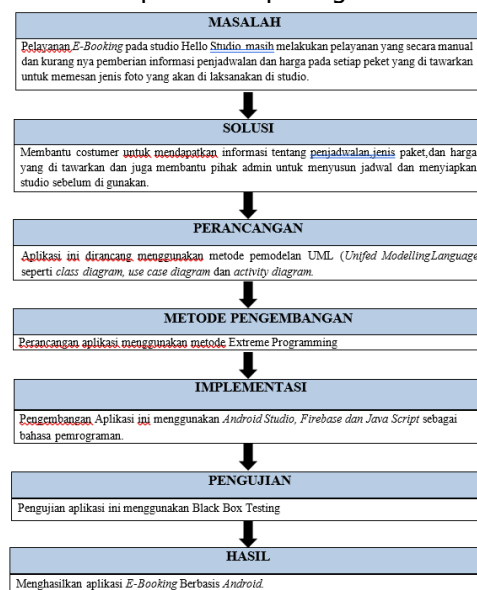 MASALAH
Pelayanan E-Booking pada studio Hello Studio masih melakukan pelayanan yang secara manual
dan kurang nya pemberian informasi penjadwalan dan harga pada setiap peket yang di tawarkan
untuk memesan jenis foto yang akan di laksanakan di studio.
SOLUSI
Membantu costumer untuk mendapatkan informasi tentang penjadwalan,jenis paket,dan harga
yang di tawarkan dan juga membantu pihak admin untuk menyusun jadwal dan menyiapkan
studio sebelum di gunakan.
PERANCANGAN
Aplikasi ini dirancang menggunakan metode pemodelan UML (Unifed ModellingLanguage
seperti class diagram, use case diagram dan activity diagram.
METODE PENGEMBANGAN
Perancangan aplikasi menggunakan metode Extreme Programming
IMPLEMENTASI
Pengembangan Aplikasi ini menggunakan Android Studio, Firebase dan Java Script sebagai
bahasa pemrograman.
PENGUJIAN
Pengujian aplikasi ini menggunakan Black Box Testing
HASIL
Menghasilkan aplikasi E-Booking Berbasis Android.